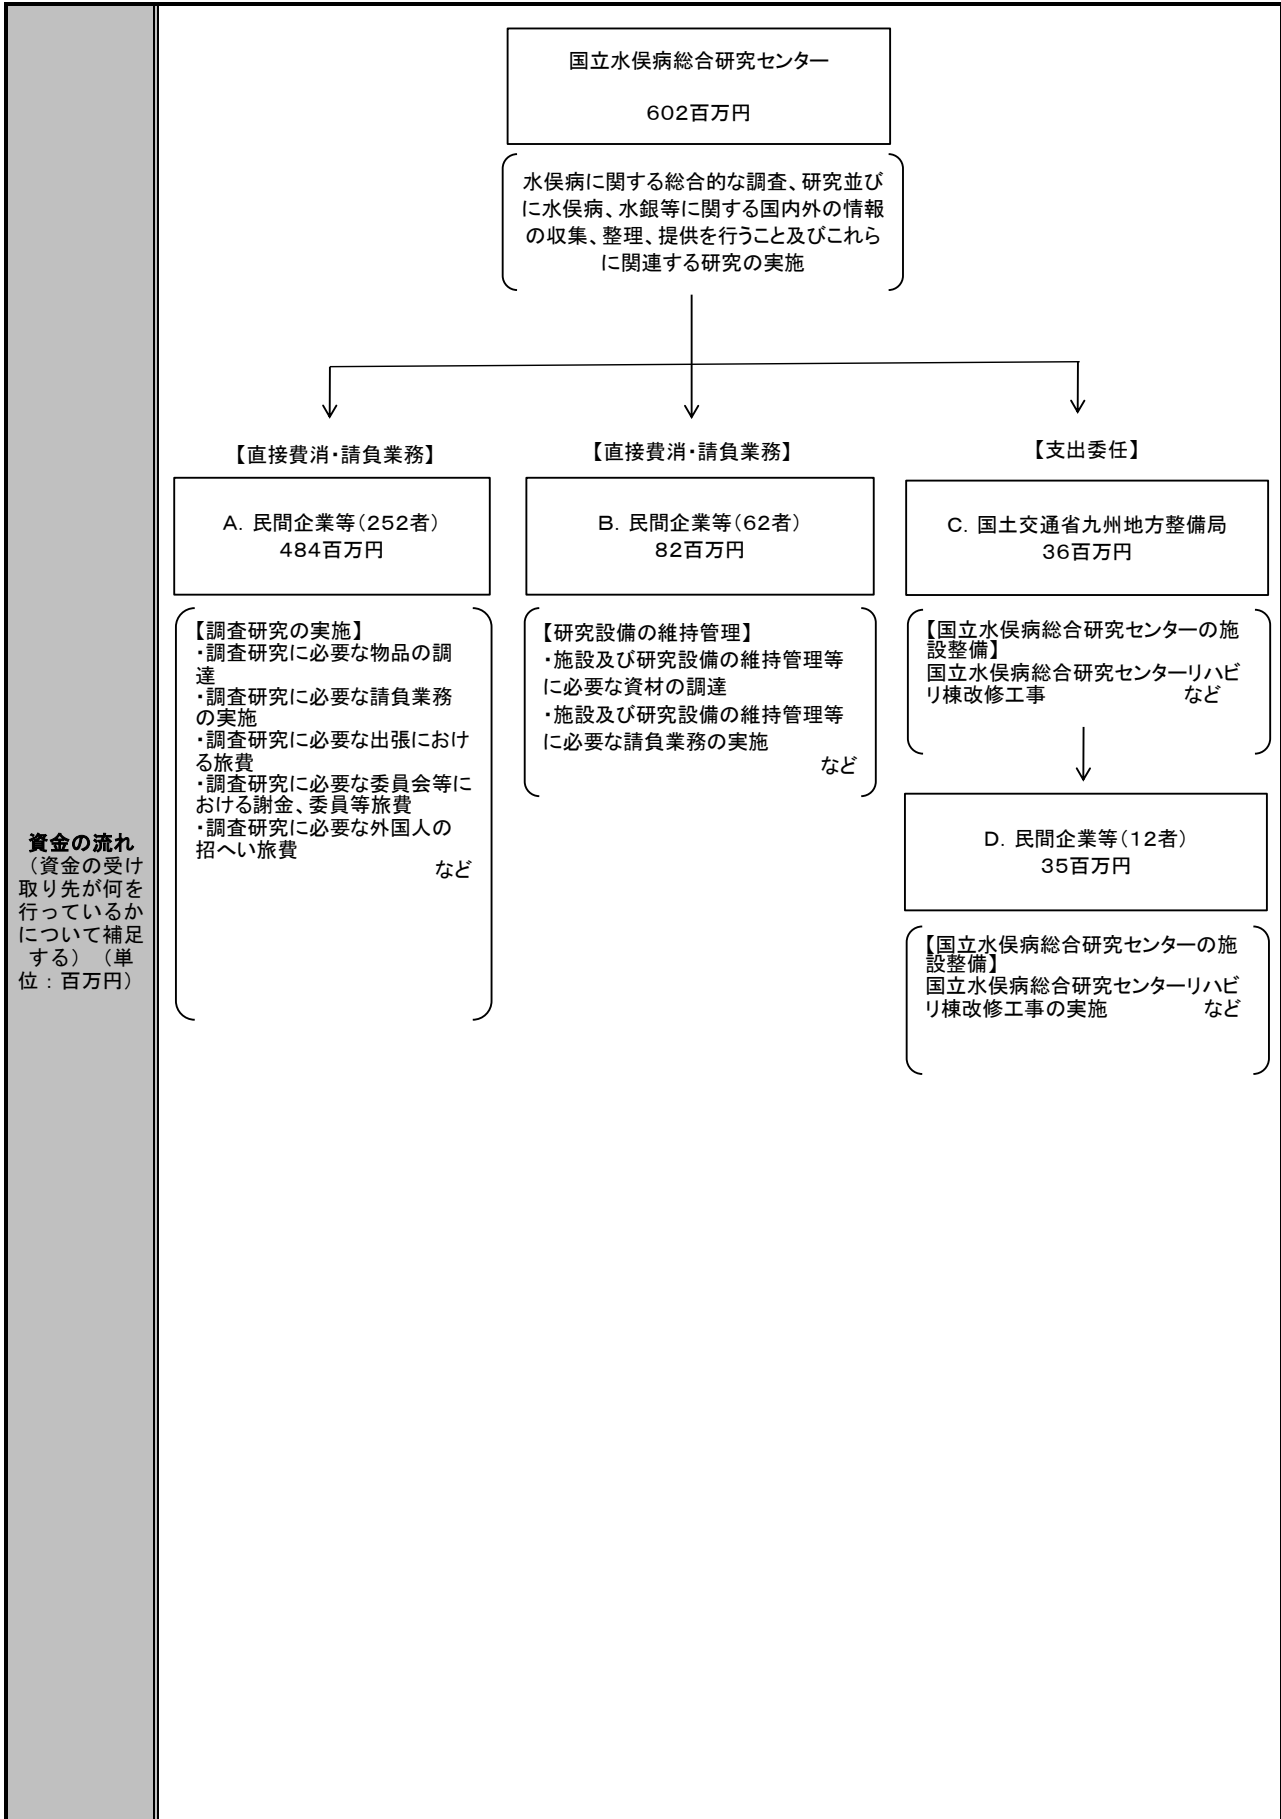 資金の流れ
（資金の受け
取り先が何を
行っているか
について補足
する）（単
位：百万円）
国立水俣病総合研究センター
602百万円
水俣病に関する総合的な調査、研究並び
に水俣病、水銀等に関する国内外の情報
の収集、整理、提供を行うこと及びこれら
に関連する研究の実施
【直接費消・請負業務】
A. 民間企業等（252者）
484百万円
【調査研究の実施】
・調査研究に必要な物品の調
達
・調査研究に必要な請負業務
の実施
・調査研究に必要な出張におけ
る旅費
・調査研究に必要な委員会等に
おける謝金、委員等旅費
・調査研究に必要な外国人の
招へい旅費
など
【直接費消・請負業務】
B. 民間企業等（62者）
82百万円
【研究設備の維持管理】
・施設及び研究設備の維持管理等
に必要な資材の調達
・施設及び研究設備の維持管理等
に必要な請負業務の実施
など
【支出委任】
C. 国土交通省九州地方整備局
36百万円
【国立水俣病総合研究センターの施
設整備】
国立水俣病総合研究センターリハビ
リ棟改修工事　など
D. 民間企業等（12者）
35百万円
【国立水俣病総合研究センターの施
設整備】
国立水俣病総合研究センターリハビ
リ棟改修工事の実施　など